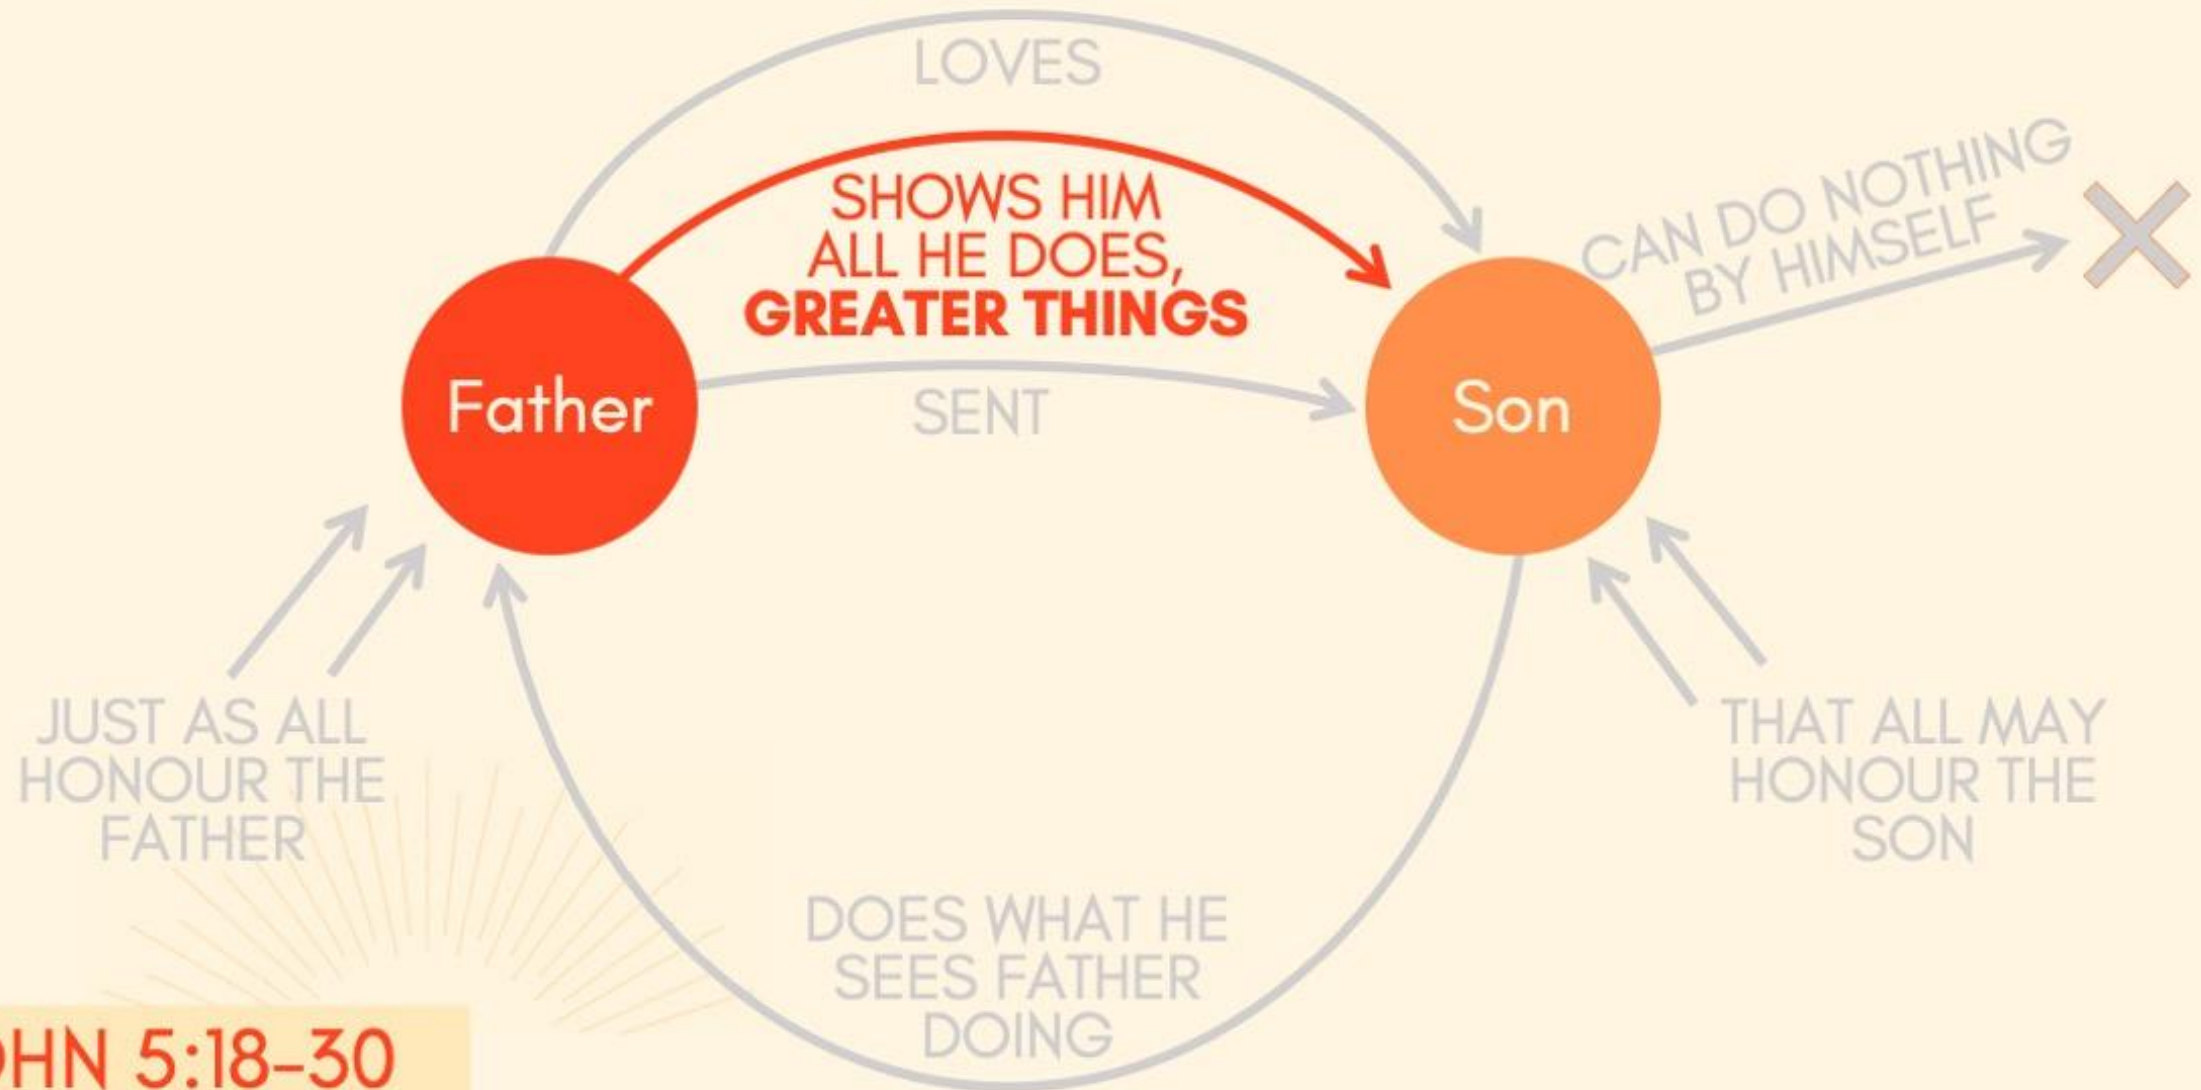 LOVES
SHOWS HIM
ALL HE DOES,
GREATER THINGS
CAN DO NOTHING
BY HIMSELF
Father
SENT
Son
JUST AS ALL
HONOUR THE
FATHER
THAT ALL MAY
HONOUR THE
SON
DOES WHAT HE
SEES FATHER
DOING
OHN 5:18-30